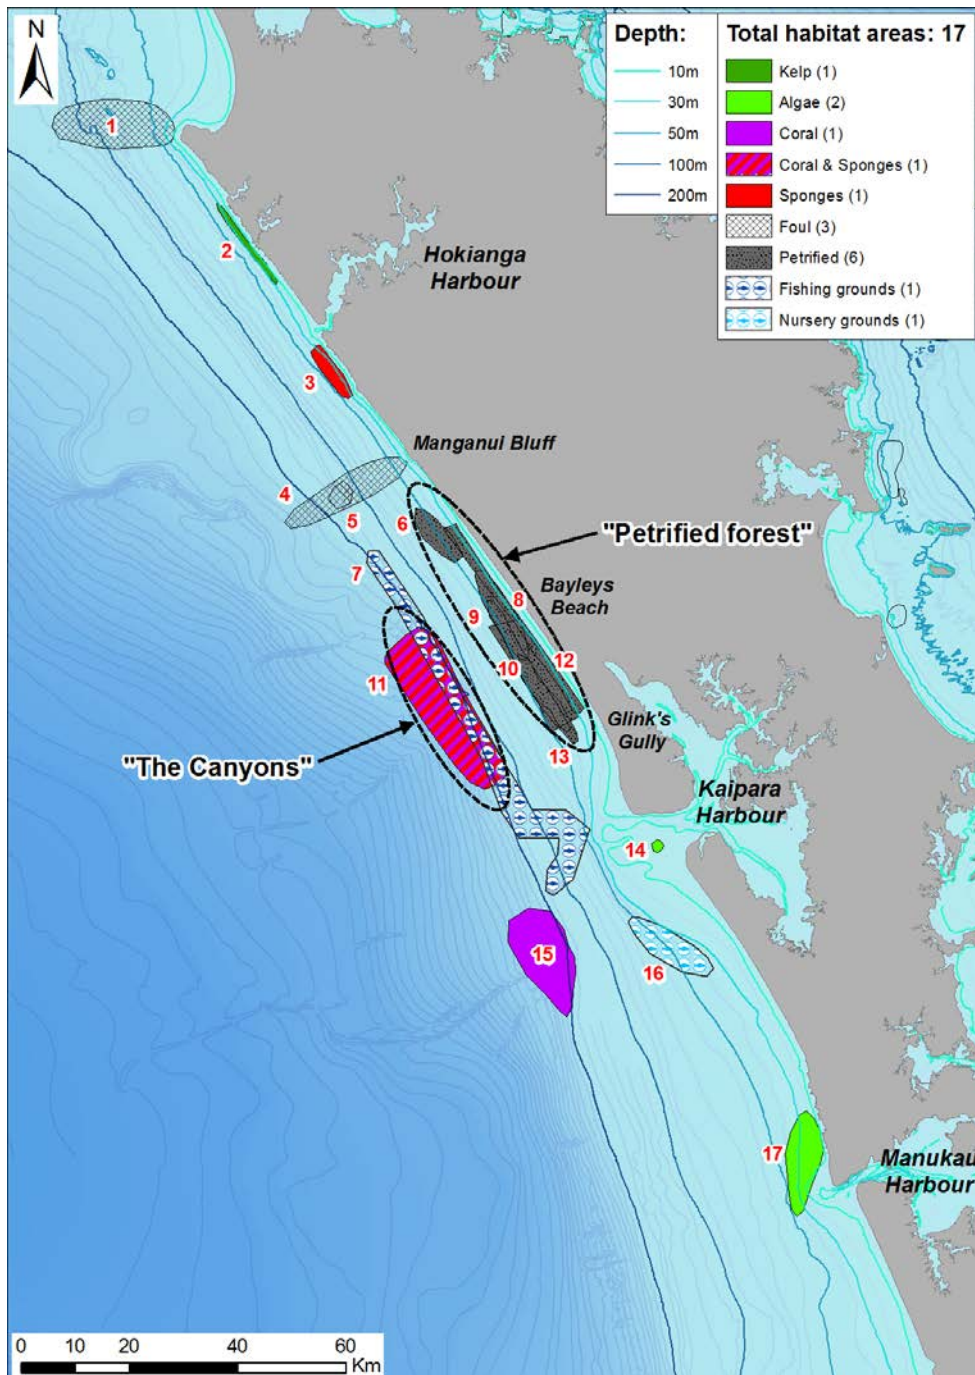 N
Depth:
10m
30m
50m
100m
200m
Total habitat areas: 17
Kelp (1)
Algae (2)
Coral (1)
Coral & Sponges (1)
Sponges (1)
Foul (3)
Petrified (6)
Fishing grounds (1)
Nursery grounds (1)
1
2
Hokianga
Harbour
3
Manganui Bluff
4
5
6
"Petrified forest"
7
8
Bayleys
Beach
9
10
12
11
Glink's
Gully
13
"The Canyons"
Kaipara
Harbour
14
15
16
17
Manukau
Harbour
0 10 20 40 60
Km